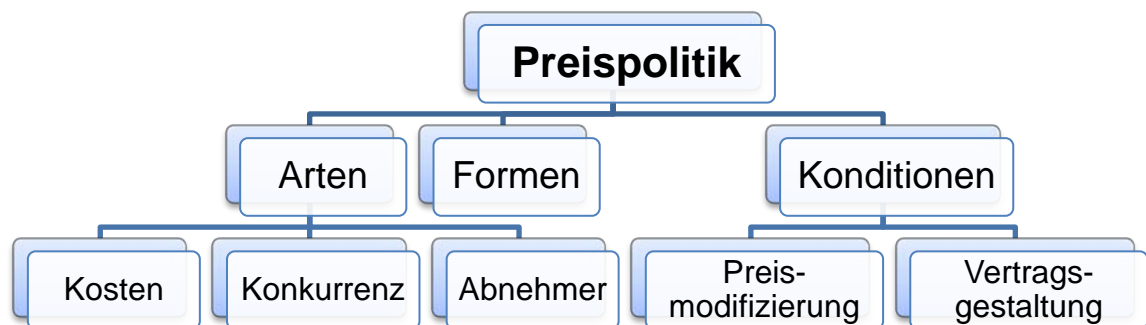 Preispolitik
Arten
Formen
Konditionen
Kosten
Konkurrenz
Abnehmer
Preis-
modifizierung
Vertrags-
gestaltung